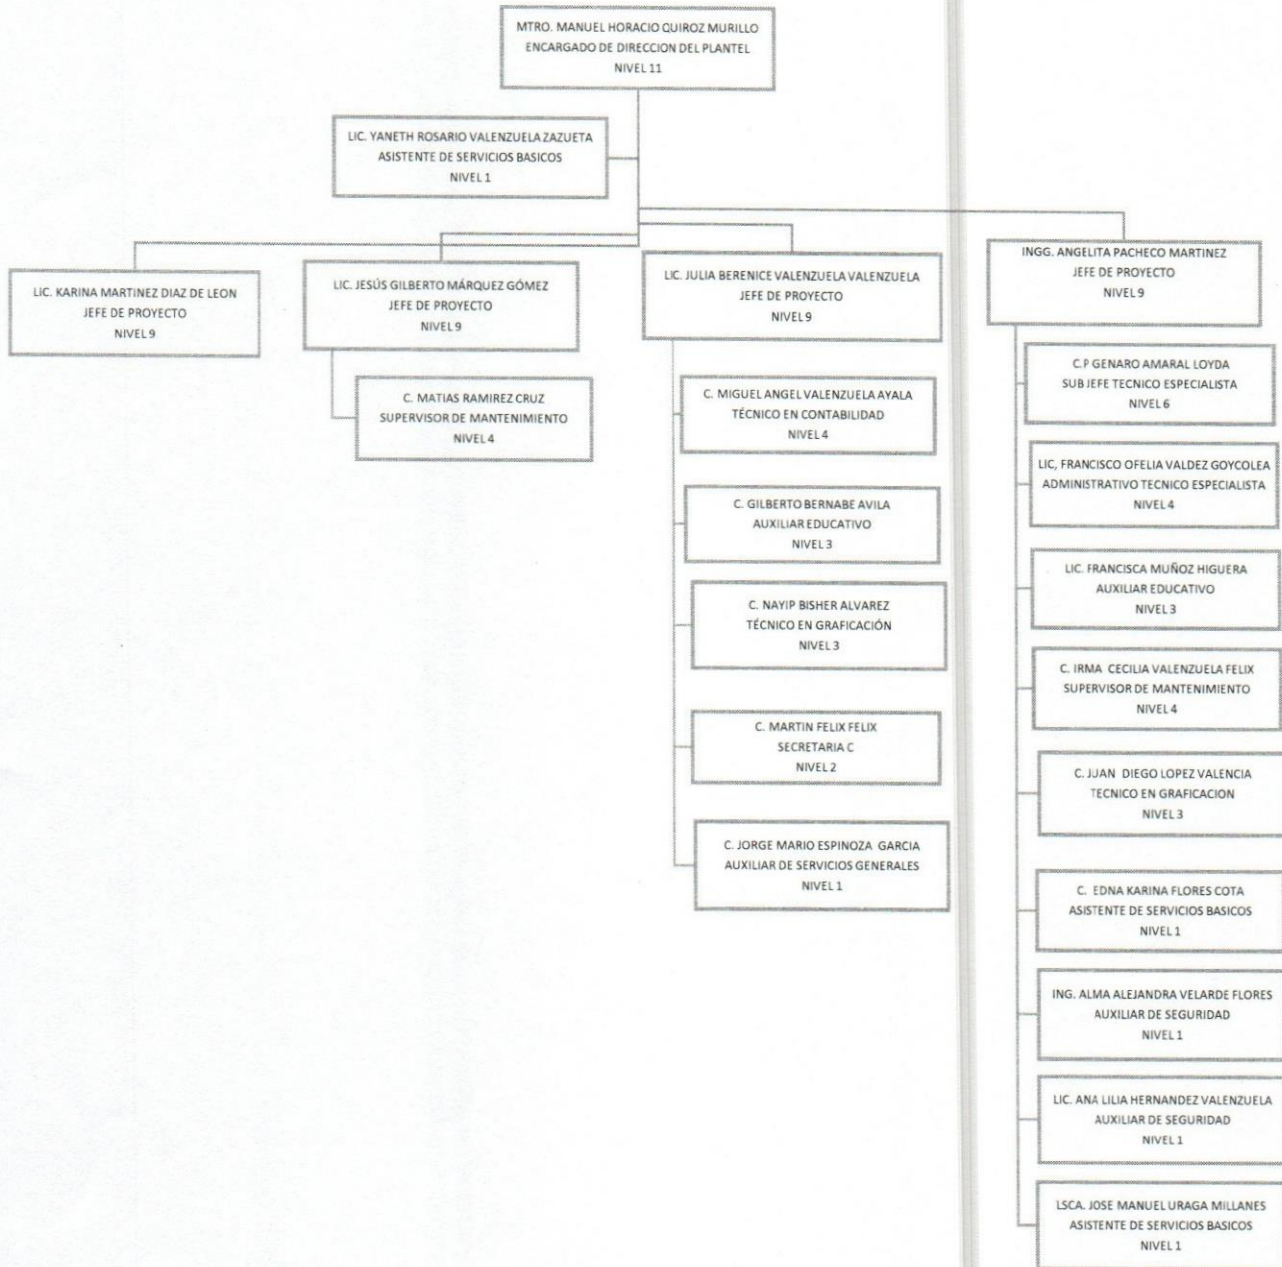 MTRO. MANUEL HORACIO QUIROZ MURILLO
ENCARGADO DE DIRECCION DEL PLANTEL
NIVEL 11
LIC. YANETH ROSARIO VALENZUELA ZAZUETA
ASISTENTE DE SERVICIOS BASICOS
NIVEL 1
LIC. KARINA MARTINEZ DIAZ DE LEON
JEFE DE PROYECTO
NIVEL 9
LIC. JESÚS GILBERTO MÁRQUEZ GÓMEZ
JEFE DE PROYECTO
NIVEL 9
C. MATIAS RAMIREZ CRUZ
SUPERVISOR DE MANTENIMIENTO
NIVEL 4
LIC. JULIA BERENICE VALENZUELA VALENZUELA
JEFE DE PROYECTO
NIVEL 9
C. MIGUEL ANGEL VALENZUELA AYALA
TÉCNICO EN CONTABILIDAD
NIVEL 4
C. GILBERTO BERNABE AVILA
AUXILIAR EDUCATIVO
NIVEL 3
C. NAYIP BISHER ALVAREZ
TÉCNICO EN GRAFICACIÓN
NIVEL 3
C. MARTIN FELIX FELIX
SECRETARIA C
NIVEL 2
C. JORGE MARIO ESPINOZA GARCIA
AUXILIAR DE SERVICIOS GENERALES
NIVEL 1
INGG. ANGELITA PACHECO MARTINEZ
JEFE DE PROYECTO
NIVEL 9
C.P GENARO AMARAL LOYDA
SUB JEFE TECNICO ESPECIALISTA
NIVEL 6
LIC, FRANCISCO OFELIA VALDEZ GOYCOLEA
ADMINISTRATIVO TECNICO ESPECIALISTA
NIVEL 4
LIC. FRANCISCA MUÑOZ HIGUERA
AUXILIAR EDUCATIVO
NIVEL 3
C. IRMA CECILIA VALENZUELA FELIX
SUPERVISOR DE MANTENIMIENTO
NIVEL 4
C. JUAN DIEGO LOPEZ VALENCIA
TECNICO EN GRAFICACION
NIVEL 3
C. EDNA KARINA FLORES COTA
ASISTENTE DE SERVICIOS BASICOS
NIVEL 1
ING. ALMA ALEJANDRA VELARDE FLORES
AUXILIAR DE SEGURIDAD
NIVEL 1
LIC. ANA LILIA HERNANDEZ VALENZUELA
AUXILIAR DE SEGURIDAD
NIVEL 1
LSCA. JOSE MANUEL URAGA MILLANES
ASISTENTE DE SERVICIOS BASICOS
NIVEL 1